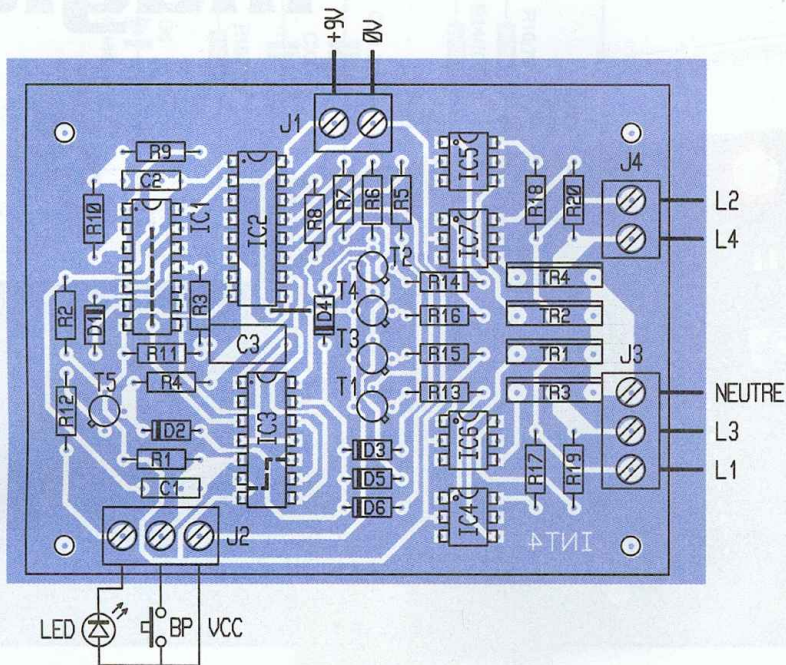 +9V
0V
J1
R9
C2
R10
IC1
IC2
R8
R7
R6
R5
IC5
IC7
R18
R20
J4
L2
L4
T2
T4
T3
T1
R14
R16
R15
R13
TR4
TR2
TR1
TR3
J3
NEUTRE
L3
L1
R2
D1
R3
R11
C3
D4
R12
T5
R4
D2
R1
C1
IC3
D3
D5
D6
IC6
IC4
R17
R19
INT4
J2
LED
BP
VCC